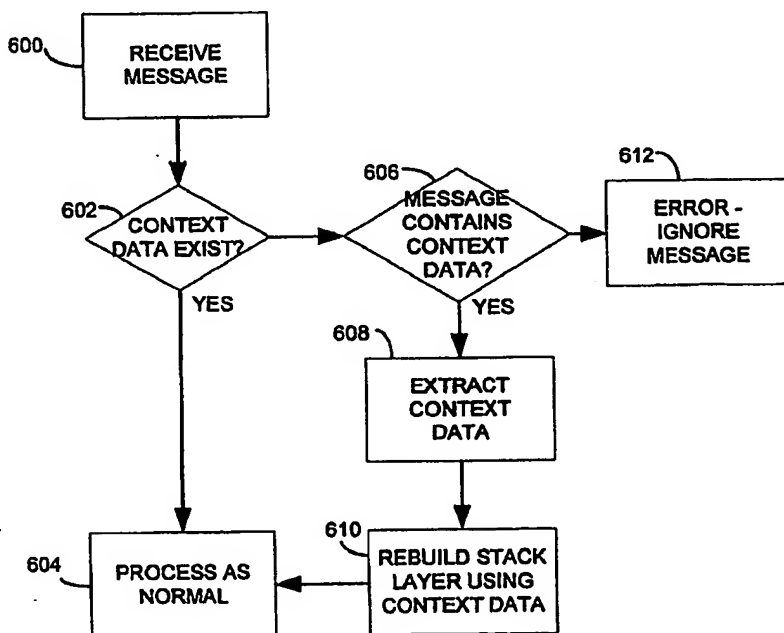 600
RECEIVE
MESSAGE
602
CONTEXT
DATA EXIST?
YES
606
MESSAGE
CONTAINS
CONTEXT
DATA?
YES
612
ERROR -
IGNORE
MESSAGE
608
EXTRACT
CONTEXT
DATA
610
REBUILD STACK
LAYER USING
CONTEXT DATA
604
PROCESS AS
NORMAL